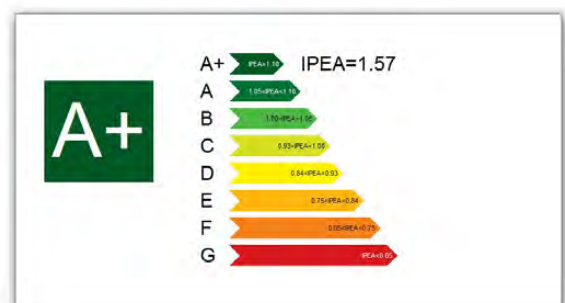 A+
A+ IPEA>1.10 IPEA=1.57
A 1.05<IPEA<1.10
B 1.00<IPEA<1.05
C 0.93<IPEA<1.00
D 0.84<IPEA<0.93
E 0.75<IPEA<0.84
F 0.65<IPEA<0.75
G IPEA<0.65